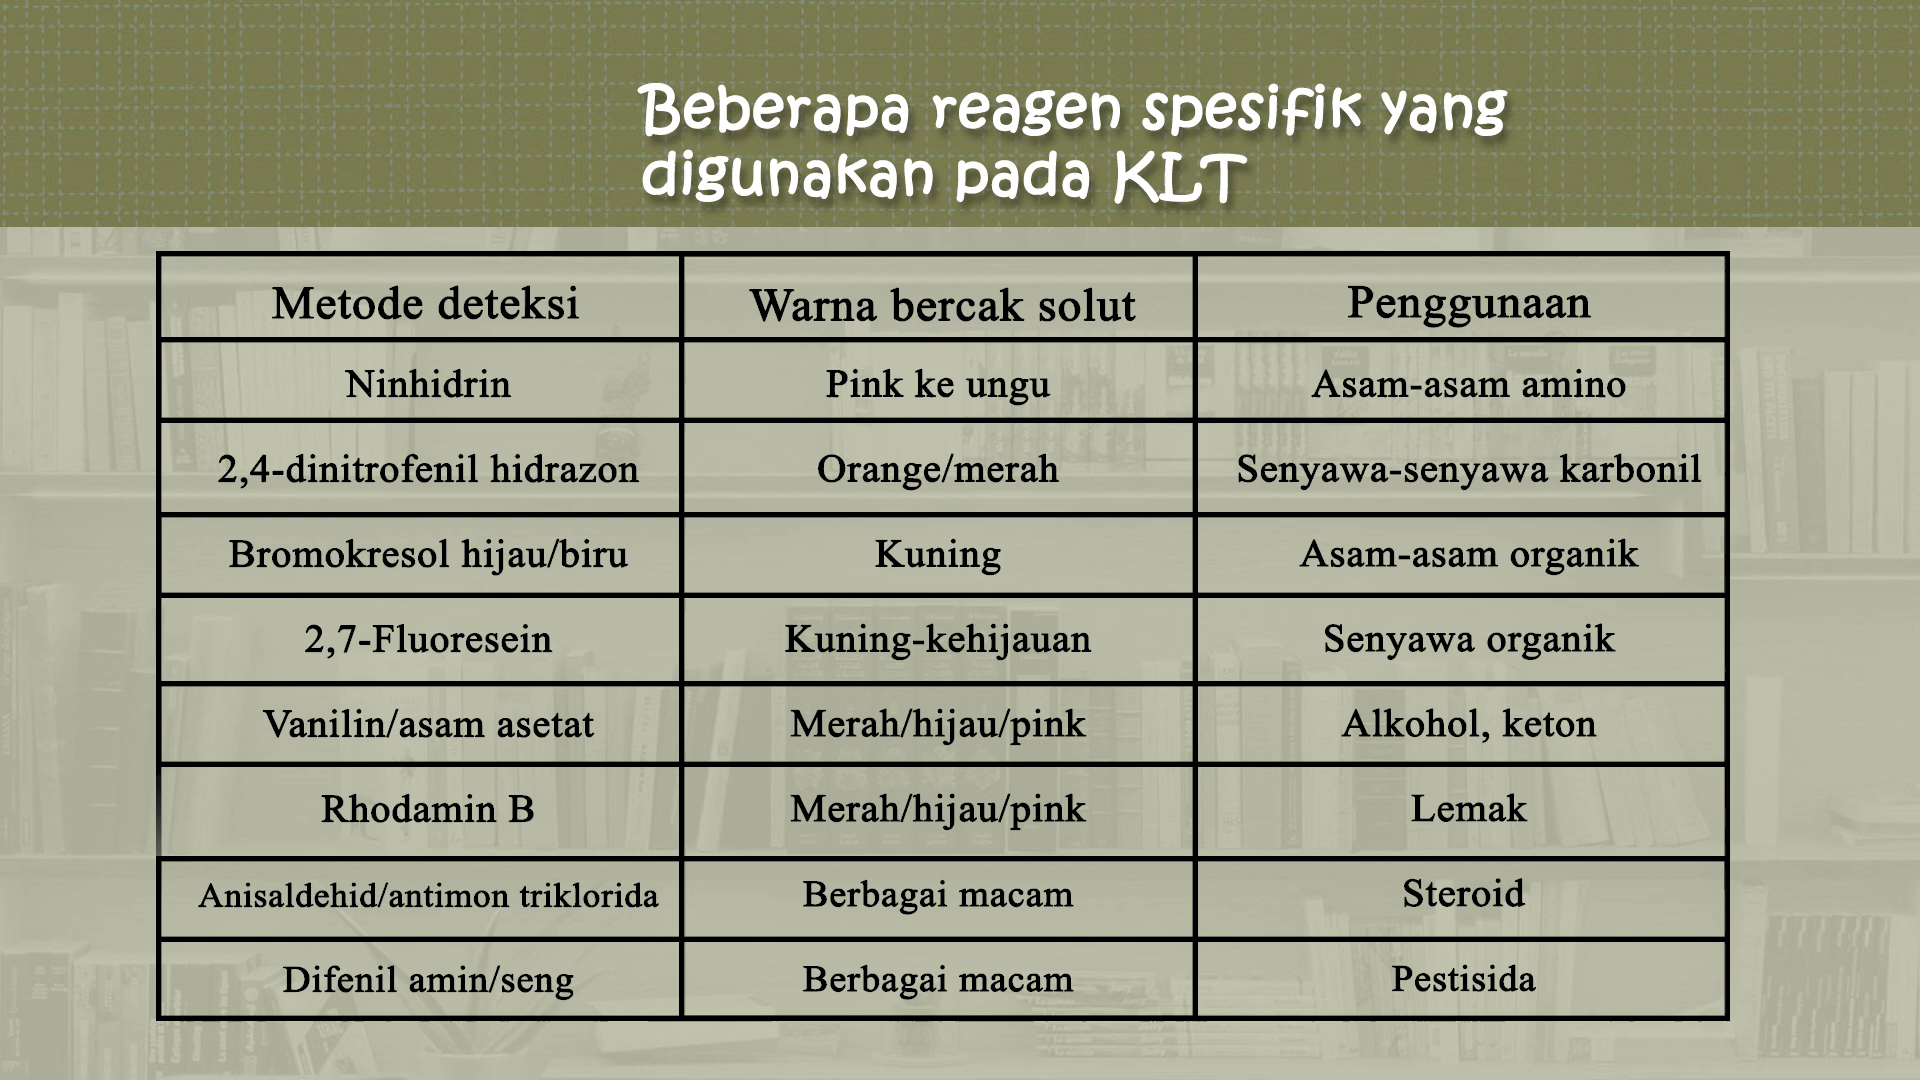 Beberapa reagen spesifik yang
digunakan pada KLT
Metode deteksi Warna bercak solut Penggunaan
Ninhidrin Pink ke ungu Asam-asam amino
2,4-dinitrofenil hidrazon Orange/merah Senyawa-senyawa karbonil
Bromokresol hijau/biru Kuning Asam-asam organik
2,7-Fluoresein Kuning-kehijauan Senyawa organik
Vanilin/asam asetat Merah/hijau/pink Alkohol, keton
Rhodamin B Merah/hijau/pink Lemak
Anisaldehid/antimon triklorida Berbagai macam Steroid
Difenil amin/seng Berbagai macam Pestisida